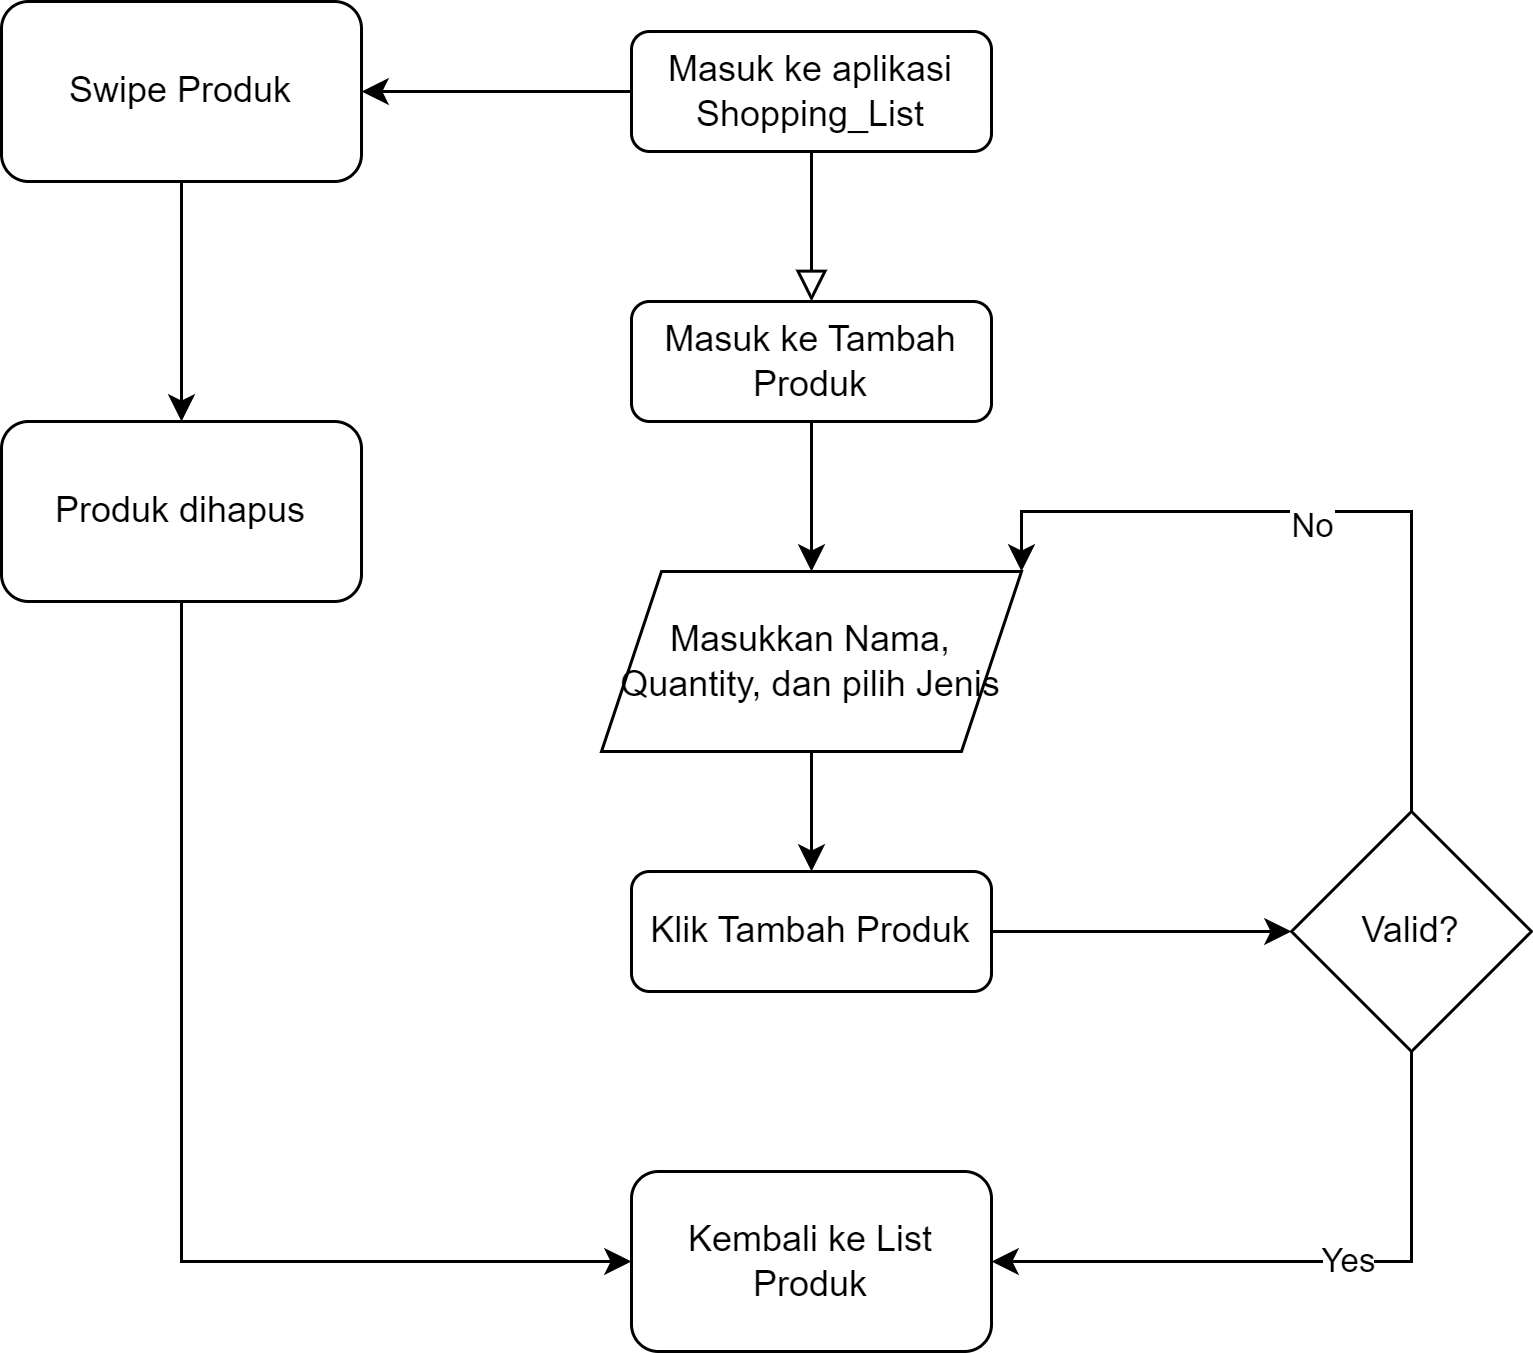 Swipe Produk
Masuk ke aplikasi
Shopping_List
Masuk ke Tambah
Produk
Produk dihapus
No
Masukkan Nama,
Quantity, dan pilih Jenis
Klik Tambah Produk
Valid?
Kembali ke List
Produk
Yes